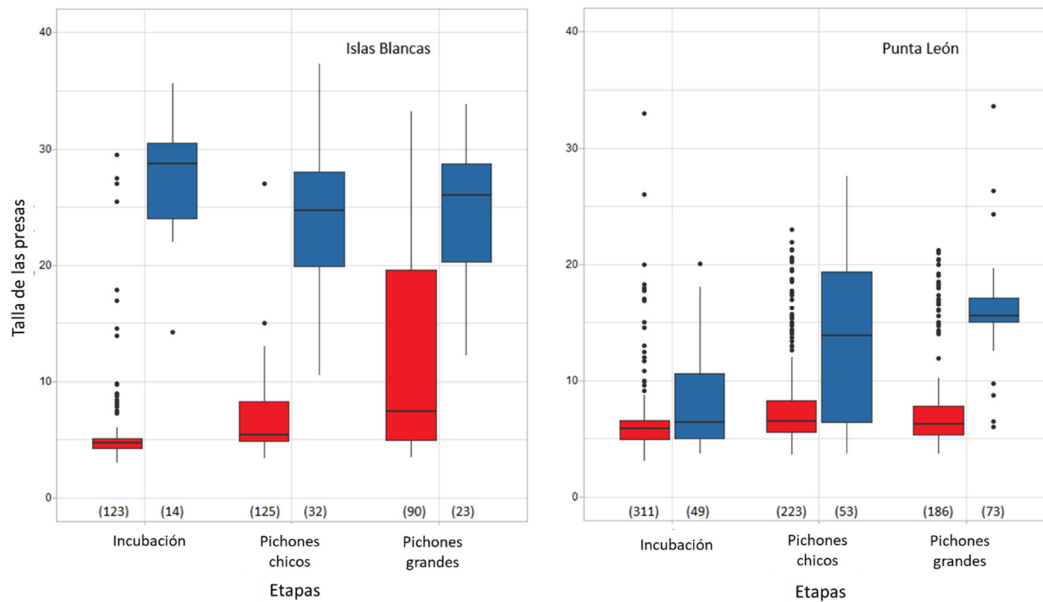 Islas Blancas
Talla de las presas
40
30
20
10
0
(123) (14) (125) (32) (90) (23)
Incubación Pichones chicos Pichones grandes
Etapas
Punta León
40
30
20
10
0
(311) (49) (223) (53) (186) (73)
Incubación Pichones chicos Pichones grandes
Etapas